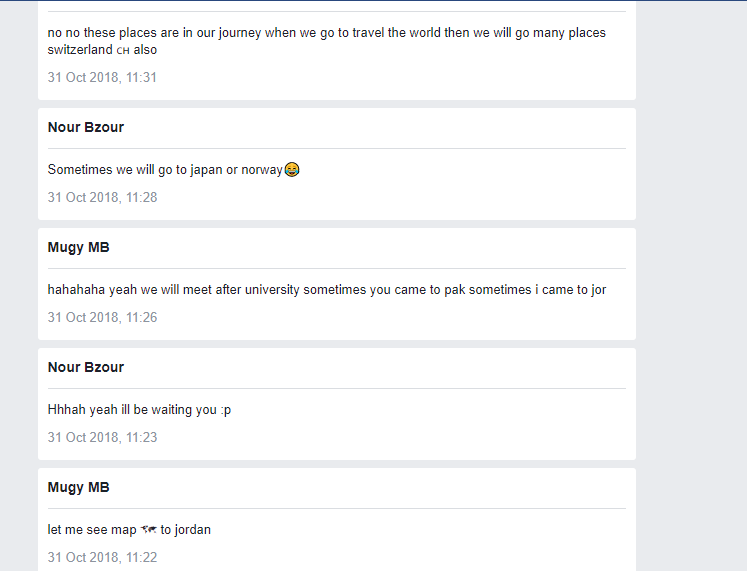 no no these places are in our journey when we go to travel the world then we will go many places
switzerland 🇨🇭 also
31 Oct 2018, 11:31
Nour Bzour
Sometimes we will go to japan or norway😂
31 Oct 2018, 11:28
Mugy MB
hahahaha yeah we will meet after university sometimes you came to pak sometimes i came to jor
31 Oct 2018, 11:26
Nour Bzour
Hhhah yeah ill be waiting you :p
31 Oct 2018, 11:23
Mugy MB
let me see map 🗺 to jordan
31 Oct 2018, 11:22